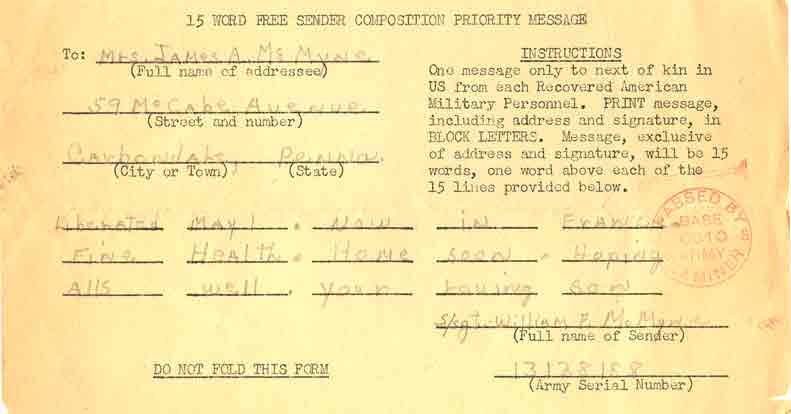 15 WORD FREE SENDER COMPOSITION PRIORITY MESSAGE
To: Mrs. James A. McMyne
(Full name of addressee)
59 McCabe Avenue
(Street and number)
Carbondale, Penna.
(City or Town) (State)
INSTRUCTIONS
One message only to next of kin in
US from each Recovered American
Military Personnel. PRINT message,
including address and signature, in
BLOCK LETTERS. Message, exclusive
of address and signature, will be 15
words, one word above each of the
15 lines provided below.
Liberated May 1. Now in France.
Fine Health. Home soon. Hoping
Alls well. your Loving Son
S/sgt. William P. McMyne
(Full name of Sender)
DO NOT FOLD THIS FORM
13128188
(Army Serial Number)
PASSED BY
BASE
ARMY
EXAMINER